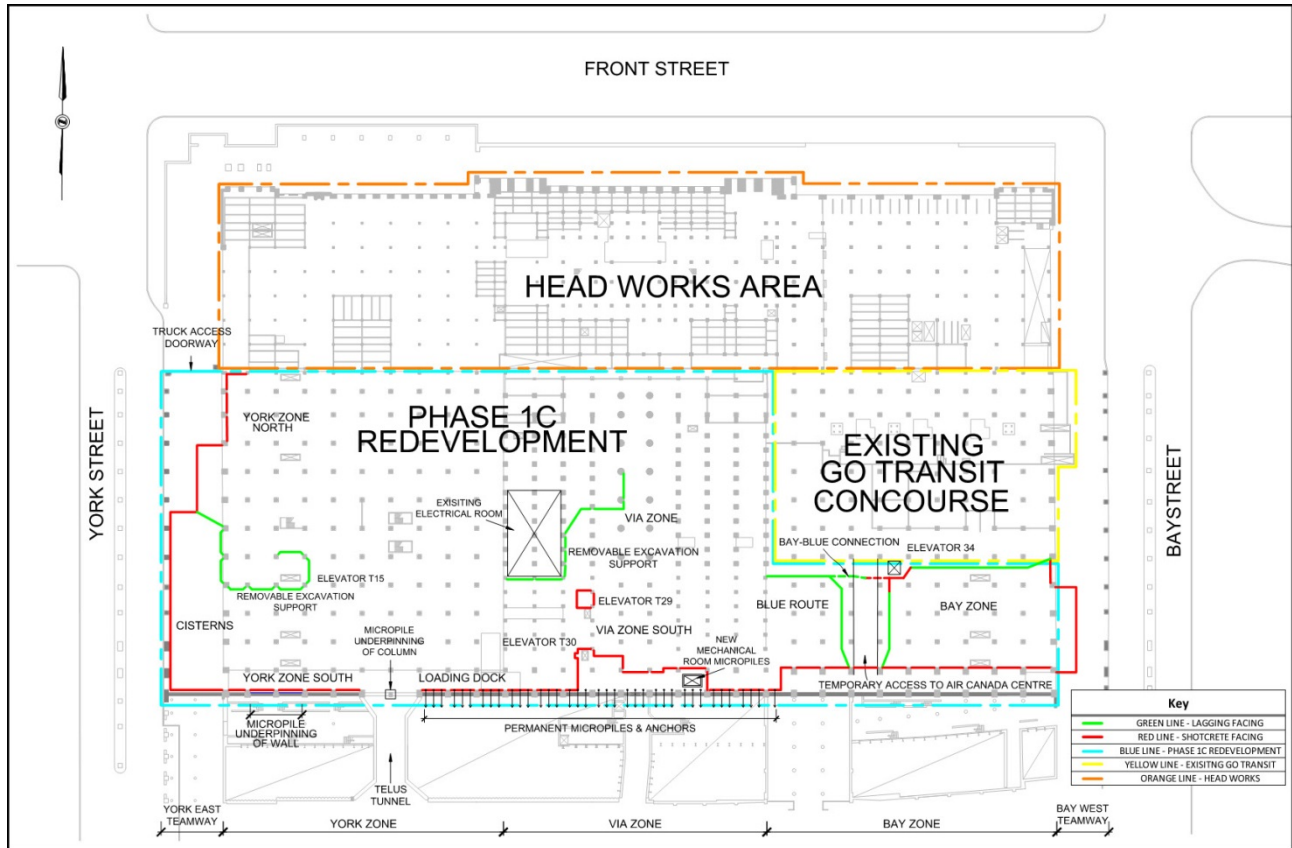 FRONT STREET
HEAD WORKS AREA
TRUCK ACCESS
DOORWAY
YORK STREET
YORK ZONE
NORTH
PHASE 1C
REDEVELOPMENT
EXISTING
GO TRANSIT
CONCOURSE
BAYSTREET
EXISITING
ELECTRICAL ROOM
VIA ZONE
REMOVABLE EXCAVATION
SUPPORT
BAY-BLUE CONNECTION
ELEVATOR 34
ELEVATOR T15
REMOVABLE EXCAVATION
SUPPORT
CISTERNS
ELEVATOR T29
BLUE ROUTE
BAY ZONE
MICROPILE
UNDERPINNING
OF COLUMN
ELEVATOR T30
VIA ZONE SOUTH
NEW
MECHANICAL
ROOM MICROPILES
YORK ZONE SOUTH
LOADING DOCK
TEMPORARY ACCESS TO AIR CANADA CENTRE
MICROPILE
UNDERPINNING
OF WALL
PERMANENT MICROPILES & ANCHORS
TELUS
TUNNEL
Key
GREEN LINE - LAGGING FACING
RED LINE - SHOTCRETE FACING
BLUE LINE - PHASE 1C REDEVELOPMENT
YELLOW LINE - EXISITNG GO TRANSIT
ORANGE LINE - HEAD WORKS
YORK EAST
TEAMWAY
YORK ZONE
VIA ZONE
BAY ZONE
BAY WEST
TEAMWAY